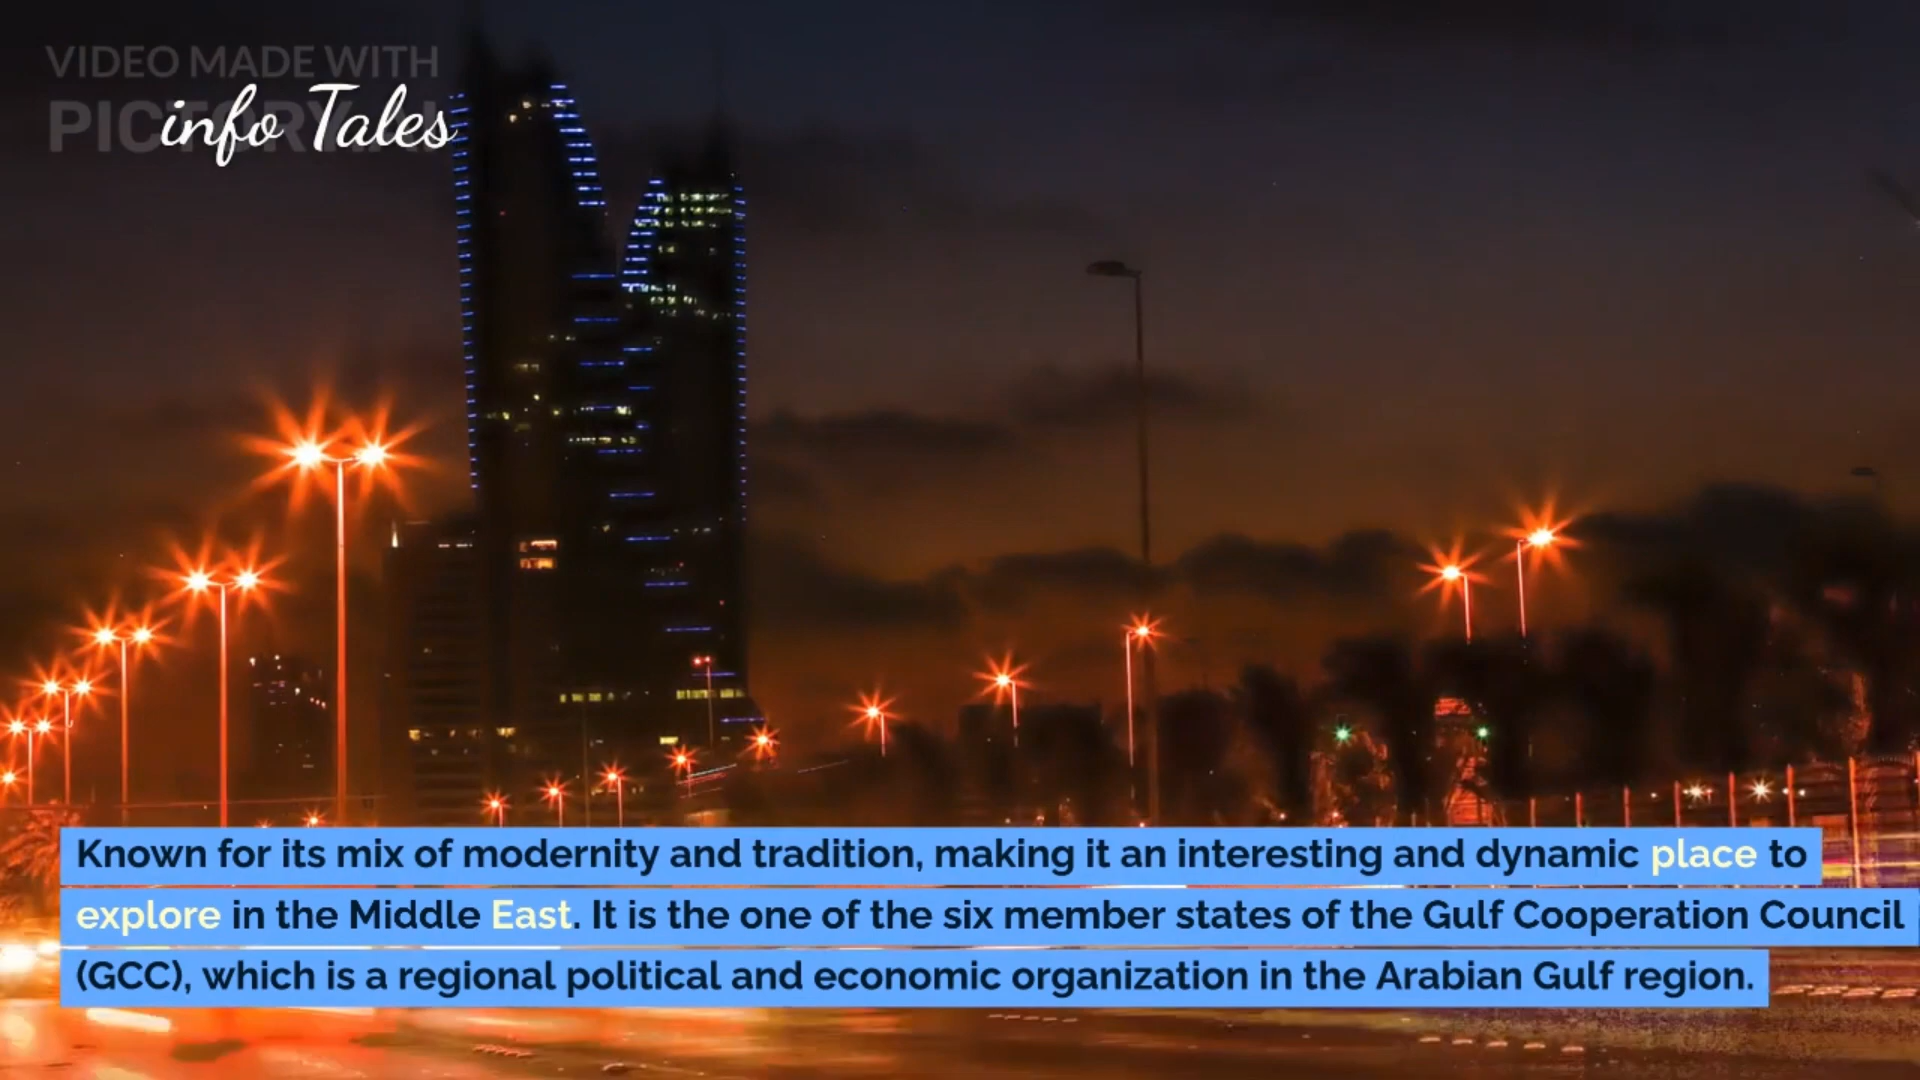 VIDEO MADE WITH
PICTORY.AI
info Tales
Known for its mix of modernity and tradition, making it an interesting and dynamic place to
explore in the Middle East. It is the one of the six member states of the Gulf Cooperation Council
(GCC), which is a regional political and economic organization in the Arabian Gulf region.